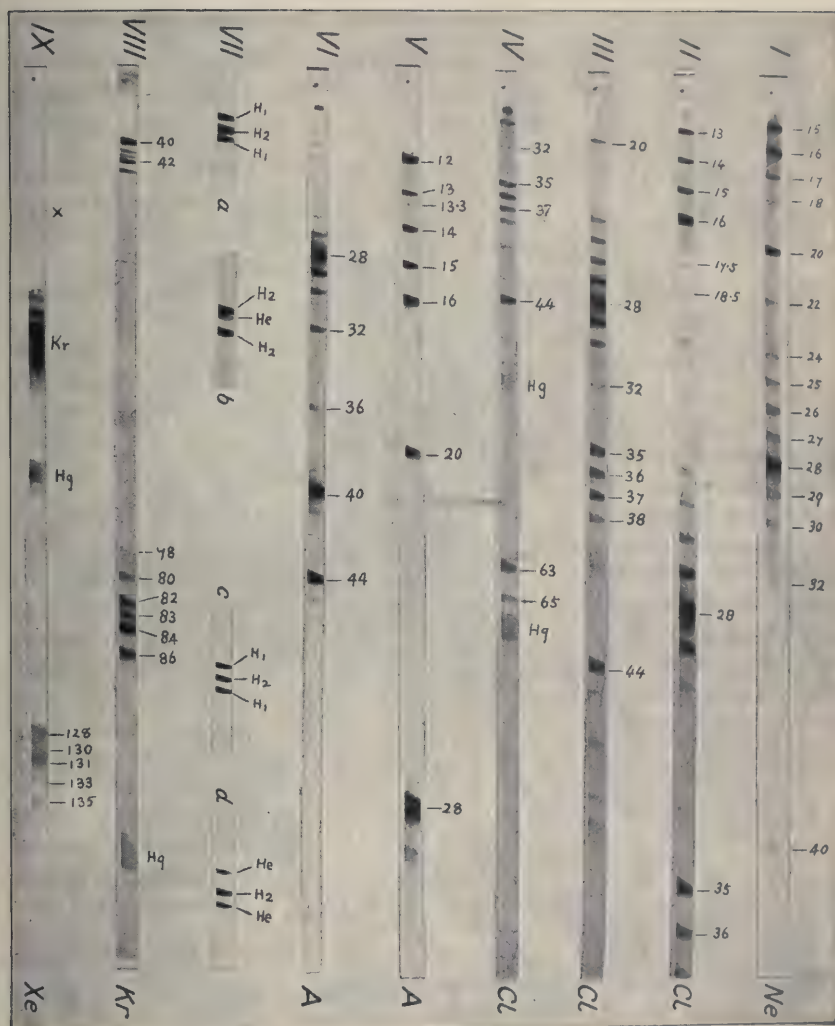 I
15
16
17
18
20
22
24
25
26
27
28
29
30
32
40
Ne
II
13
14
15
16
17.5
18.5
28
35
36
Cl
III
20
28
32
35
36
37
38
44
Cl
IV
32
35
37
44
Hg
63
65
Hg
Cl
V
12
13
13.3
14
15
16
20
28
A
VI
28
32
36
40
44
A
VII
H1
H2
H1
a
H2
He
H2
b
c
H1
H2
H1
d
He
H2
He
VIII
40
42
78
80
82
83
84
86
Hg
Kr
IX
x
Kr
Hg
128
130
131
133
135
Xe